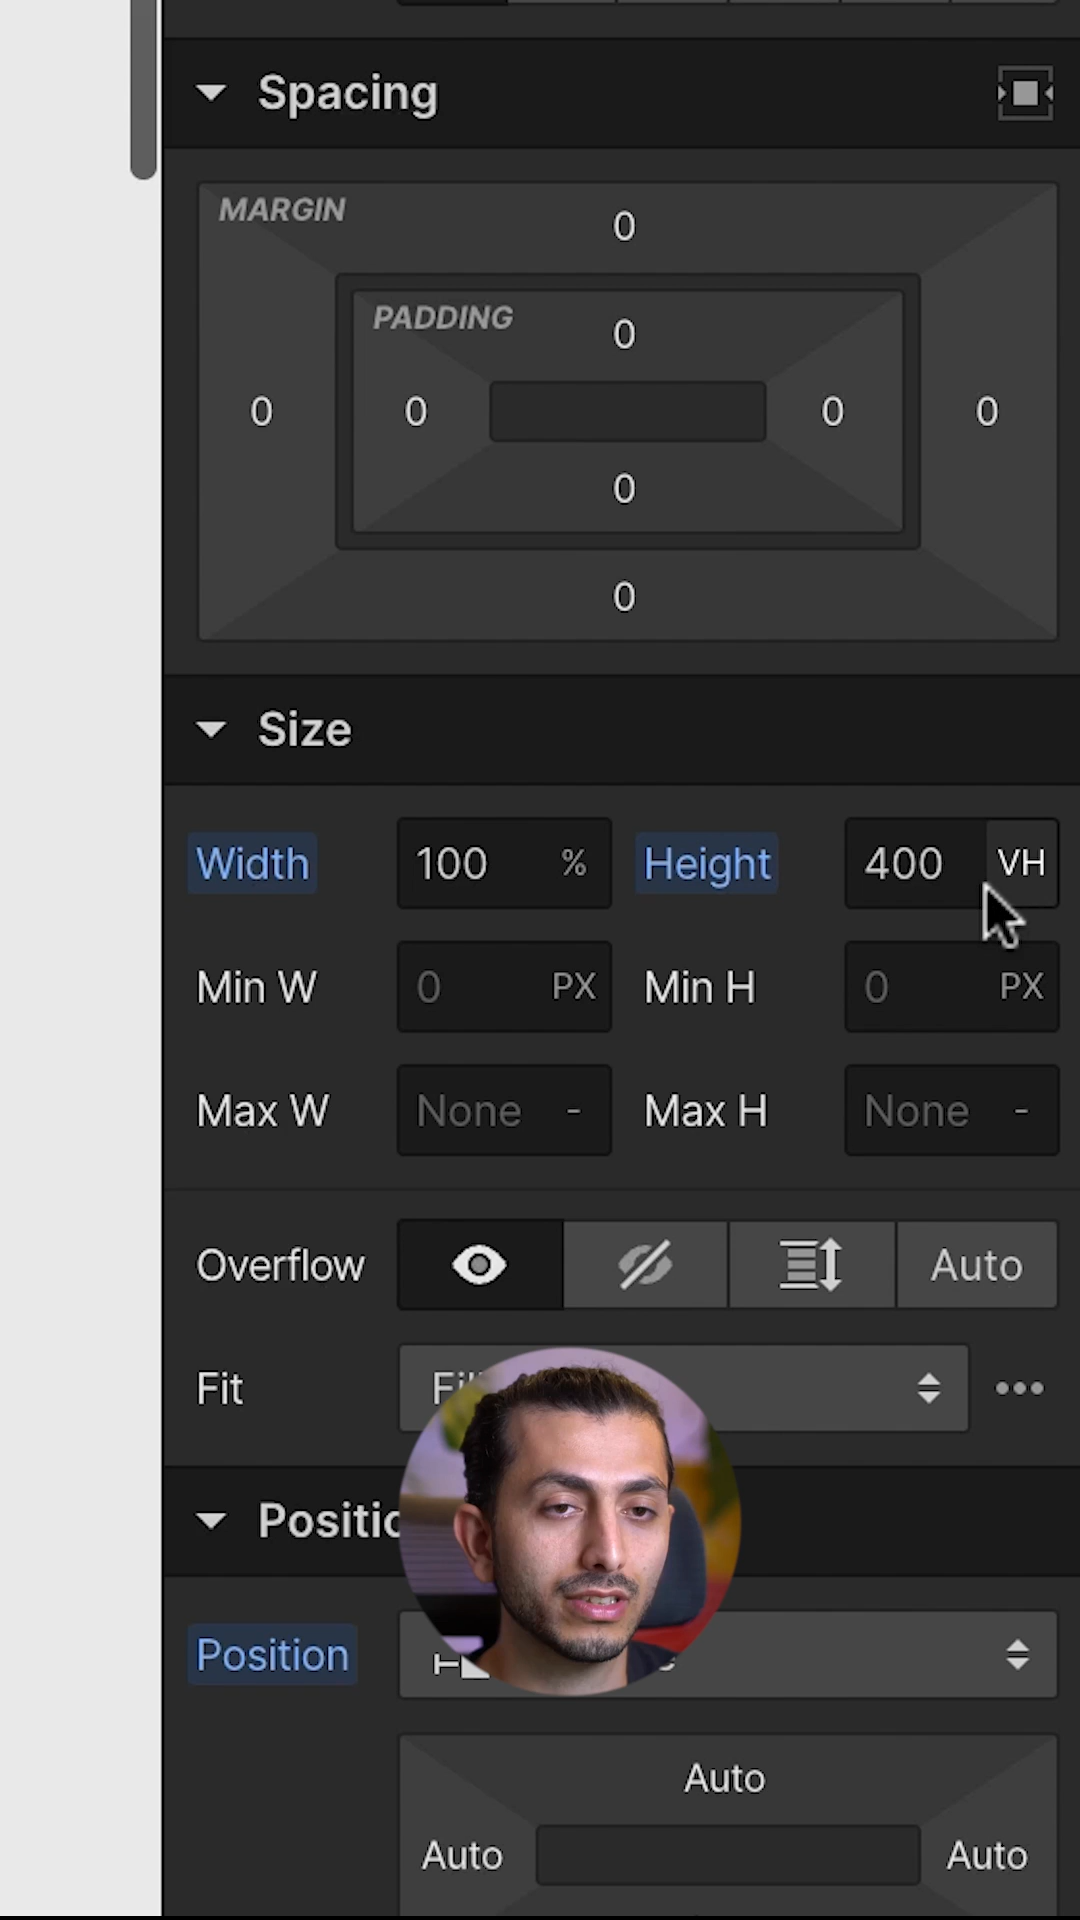 Spacing
MARGIN
0
PADDING
0
0 0 0 0
0
0
Size
Width 100 % Height 400 VH
Min W 0 PX Min H 0 PX
Max W None - Max H None -
Overflow Auto
Fit
Position
Auto
Auto Auto